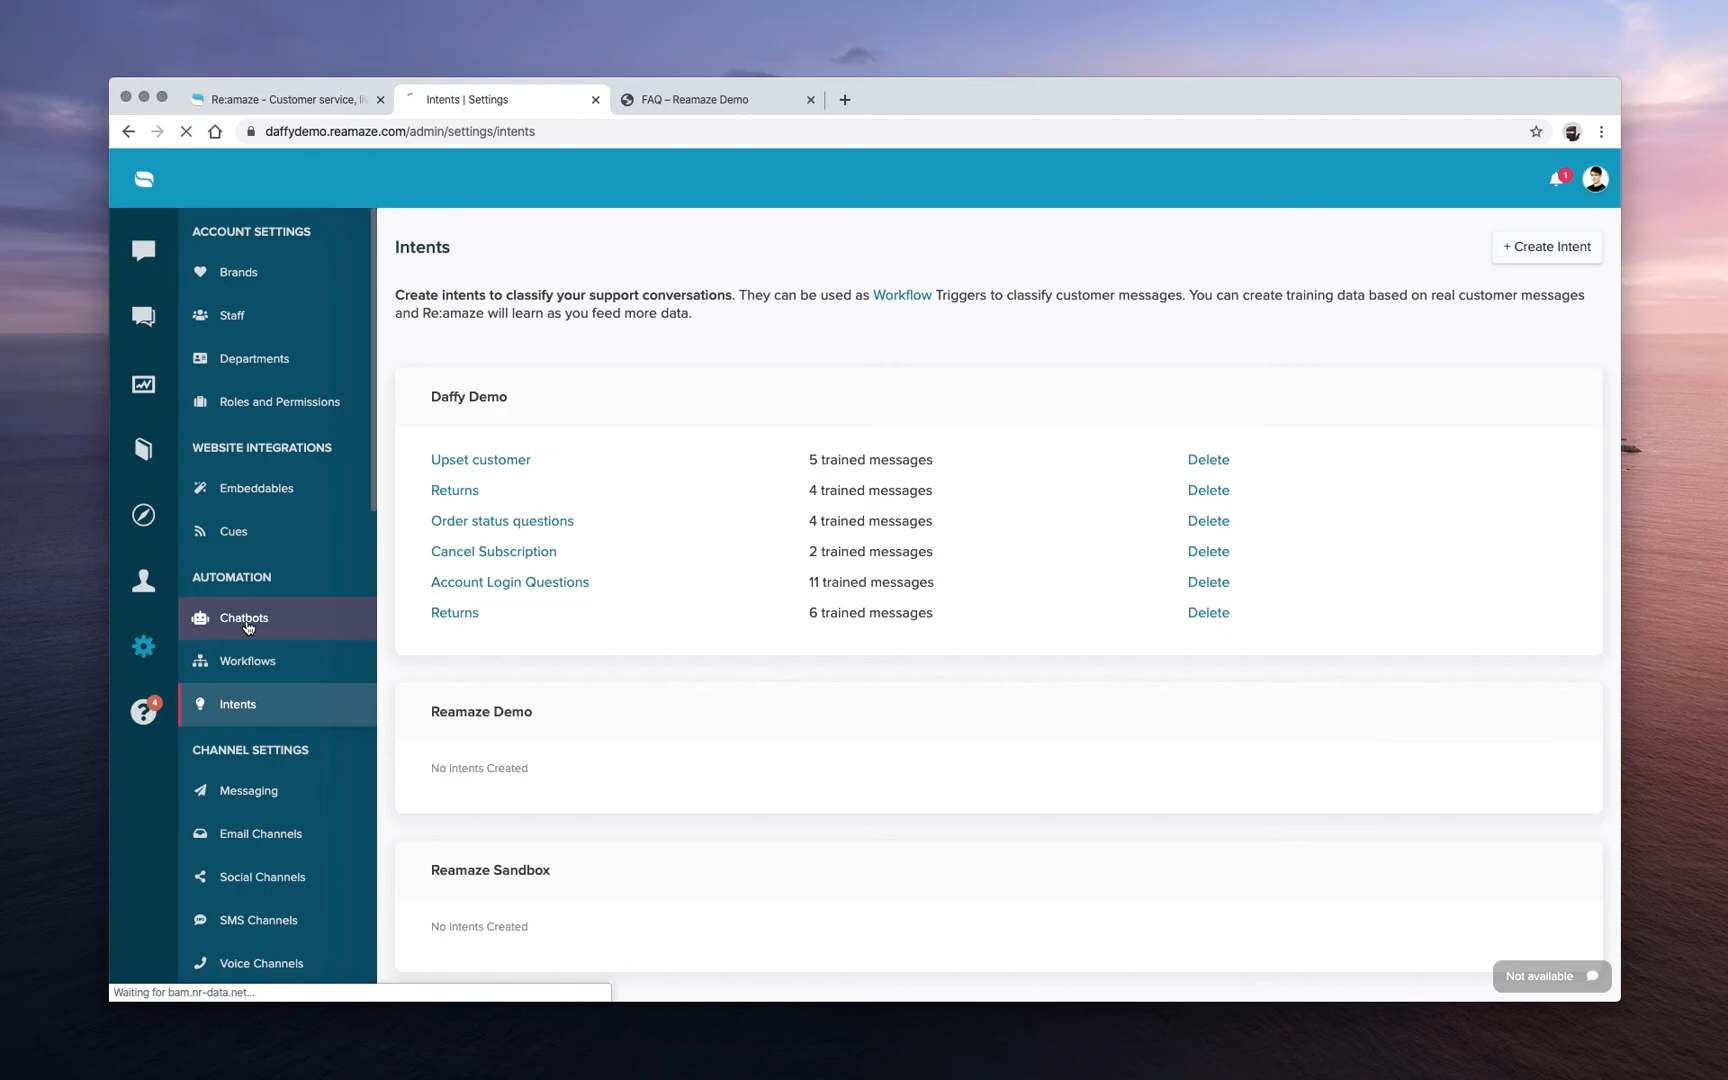 Re:amaze - Customer service, li
Intents | Settings
FAQ – Reamaze Demo
daffydemo.reamaze.com/admin/settings/intents
1
ACCOUNT SETTINGS
Brands
Staff
Departments
Roles and Permissions
WEBSITE INTEGRATIONS
Embeddables
Cues
AUTOMATION
Chatbots
Workflows
Intents
4
CHANNEL SETTINGS
Messaging
Email Channels
Social Channels
SMS Channels
Voice Channels
Intents
+ Create Intent
Create intents to classify your support conversations. They can be used as Workflow Triggers to classify customer messages. You can create training data based on real customer messages
and Re:amaze will learn as you feed more data.
Daffy Demo
Upset customer 5 trained messages Delete
Returns 4 trained messages Delete
Order status questions 4 trained messages Delete
Cancel Subscription 2 trained messages Delete
Account Login Questions 11 trained messages Delete
Returns 6 trained messages Delete
Reamaze Demo
No Intents Created
Reamaze Sandbox
No Intents Created
Not available
Waiting for bam.nr-data.net...